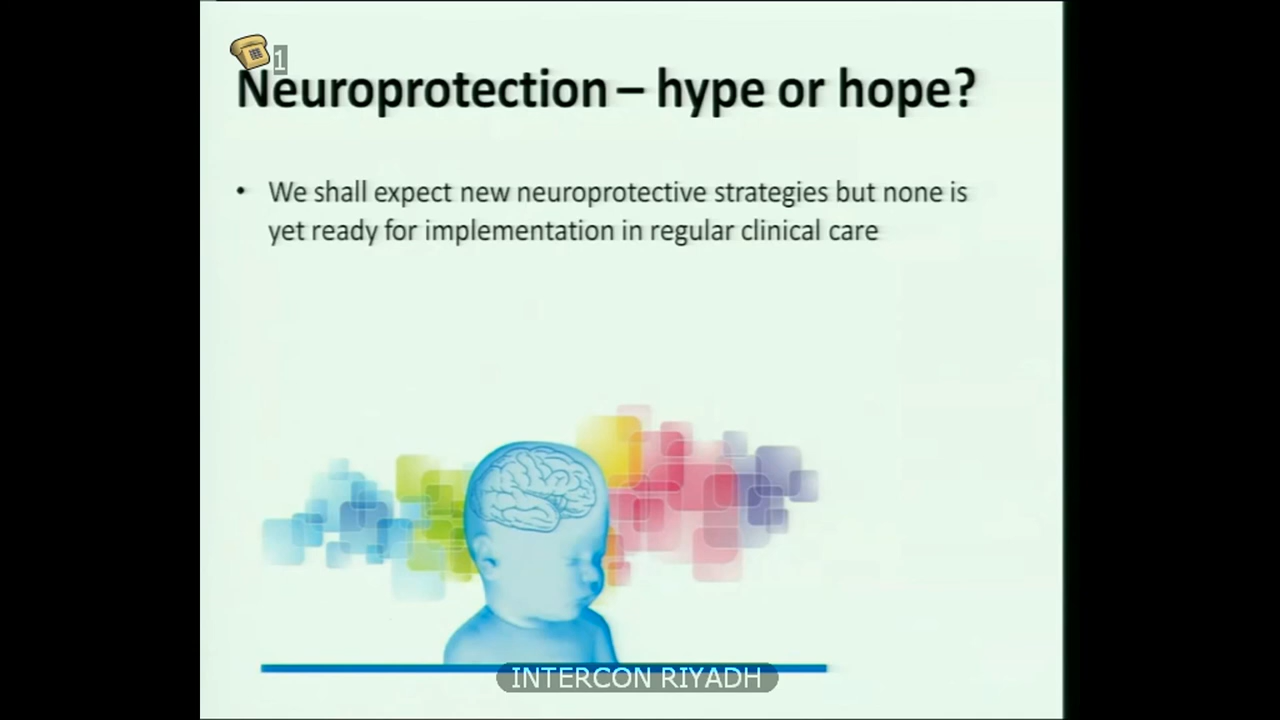 1
Neuroprotection – hype or hope?
• We shall expect new neuroprotective strategies but none is
yet ready for implementation in regular clinical care
INTERCON RIYADH